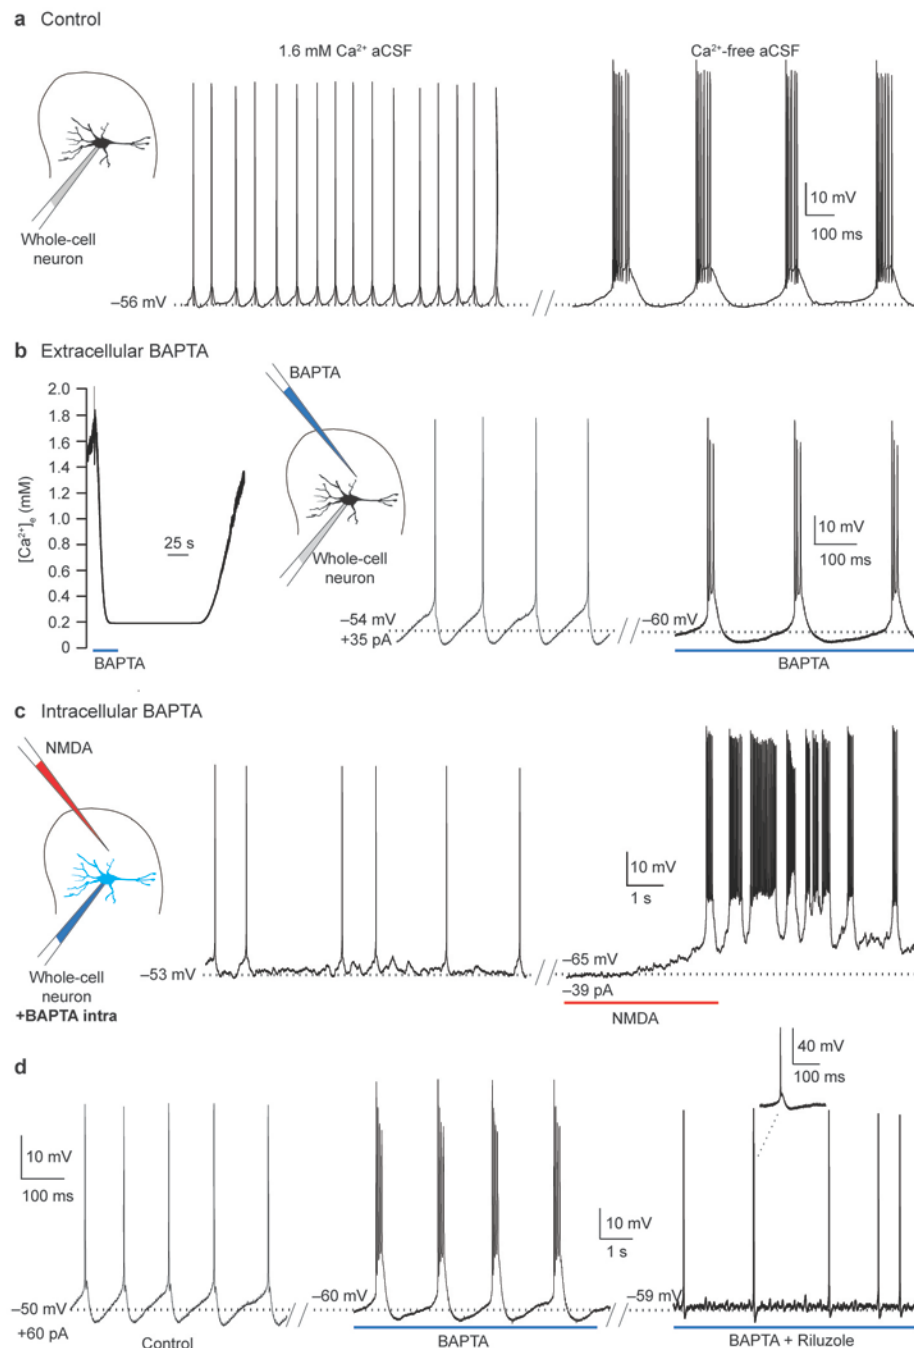 a Control
1.6 mM Ca²⁺ aCSF
Ca²⁺-free aCSF
10 mV
100 ms
Whole-cell
neuron
–56 mV
b Extracellular BAPTA
BAPTA
2.0
1.8
1.6
1.4
1.2
1.0
0.8
0.6
0.4
0.2
0
[Ca²⁺]ₑ (mM)
25 s
BAPTA
Whole-cell
neuron
10 mV
100 ms
–54 mV
+35 pA
–60 mV
BAPTA
c Intracellular BAPTA
NMDA
10 mV
1 s
Whole-cell
neuron
+BAPTA intra
–53 mV
–65 mV
–39 pA
NMDA
d
40 mV
100 ms
10 mV
100 ms
10 mV
1 s
–50 mV
+60 pA
–60 mV
–59 mV
Control
BAPTA
BAPTA + Riluzole